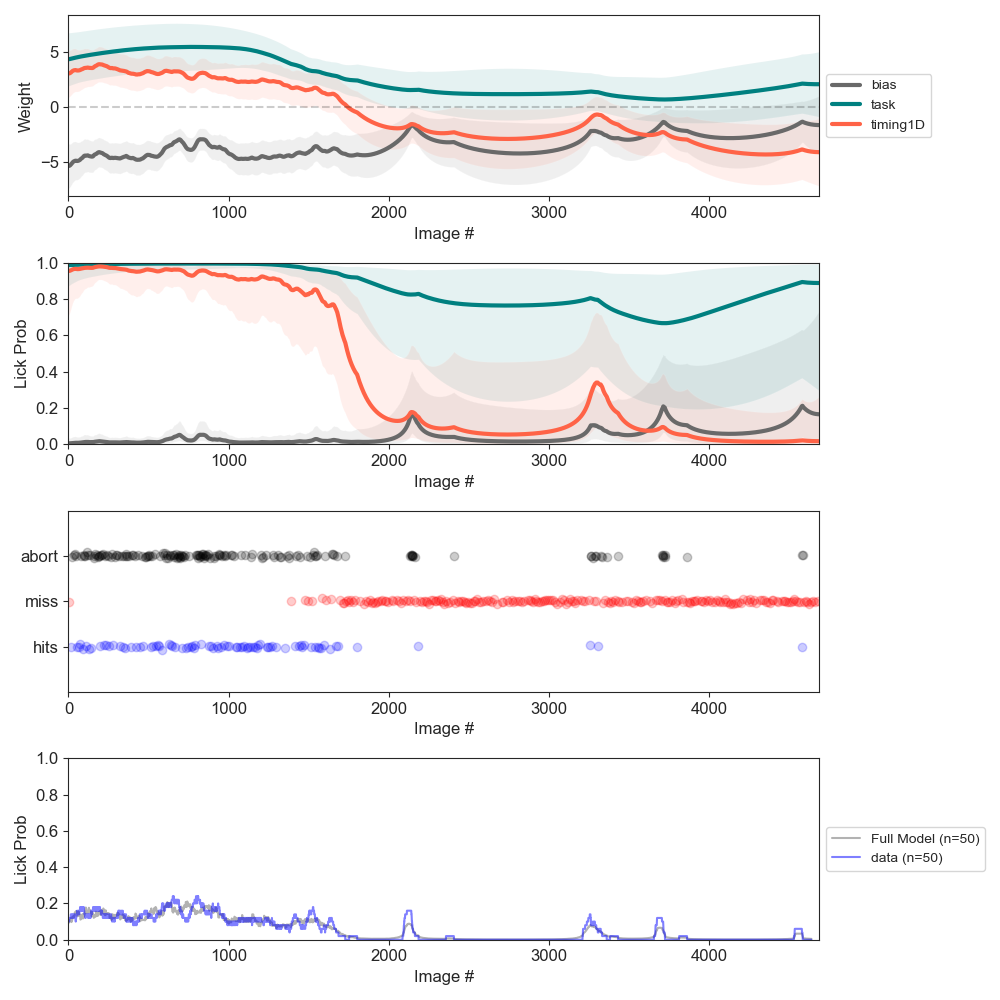 5
0
−5
Weight
0
1000
2000
3000
4000
Image #
bias
task
timing1D
1.0
0.8
0.6
0.4
0.2
0.0
Lick Prob
0
1000
2000
3000
4000
Image #
abort
miss
hits
0
1000
2000
3000
4000
Image #
1.0
0.8
0.6
0.4
0.2
0.0
Lick Prob
0
1000
2000
3000
4000
Image #
Full Model (n=50)
data (n=50)